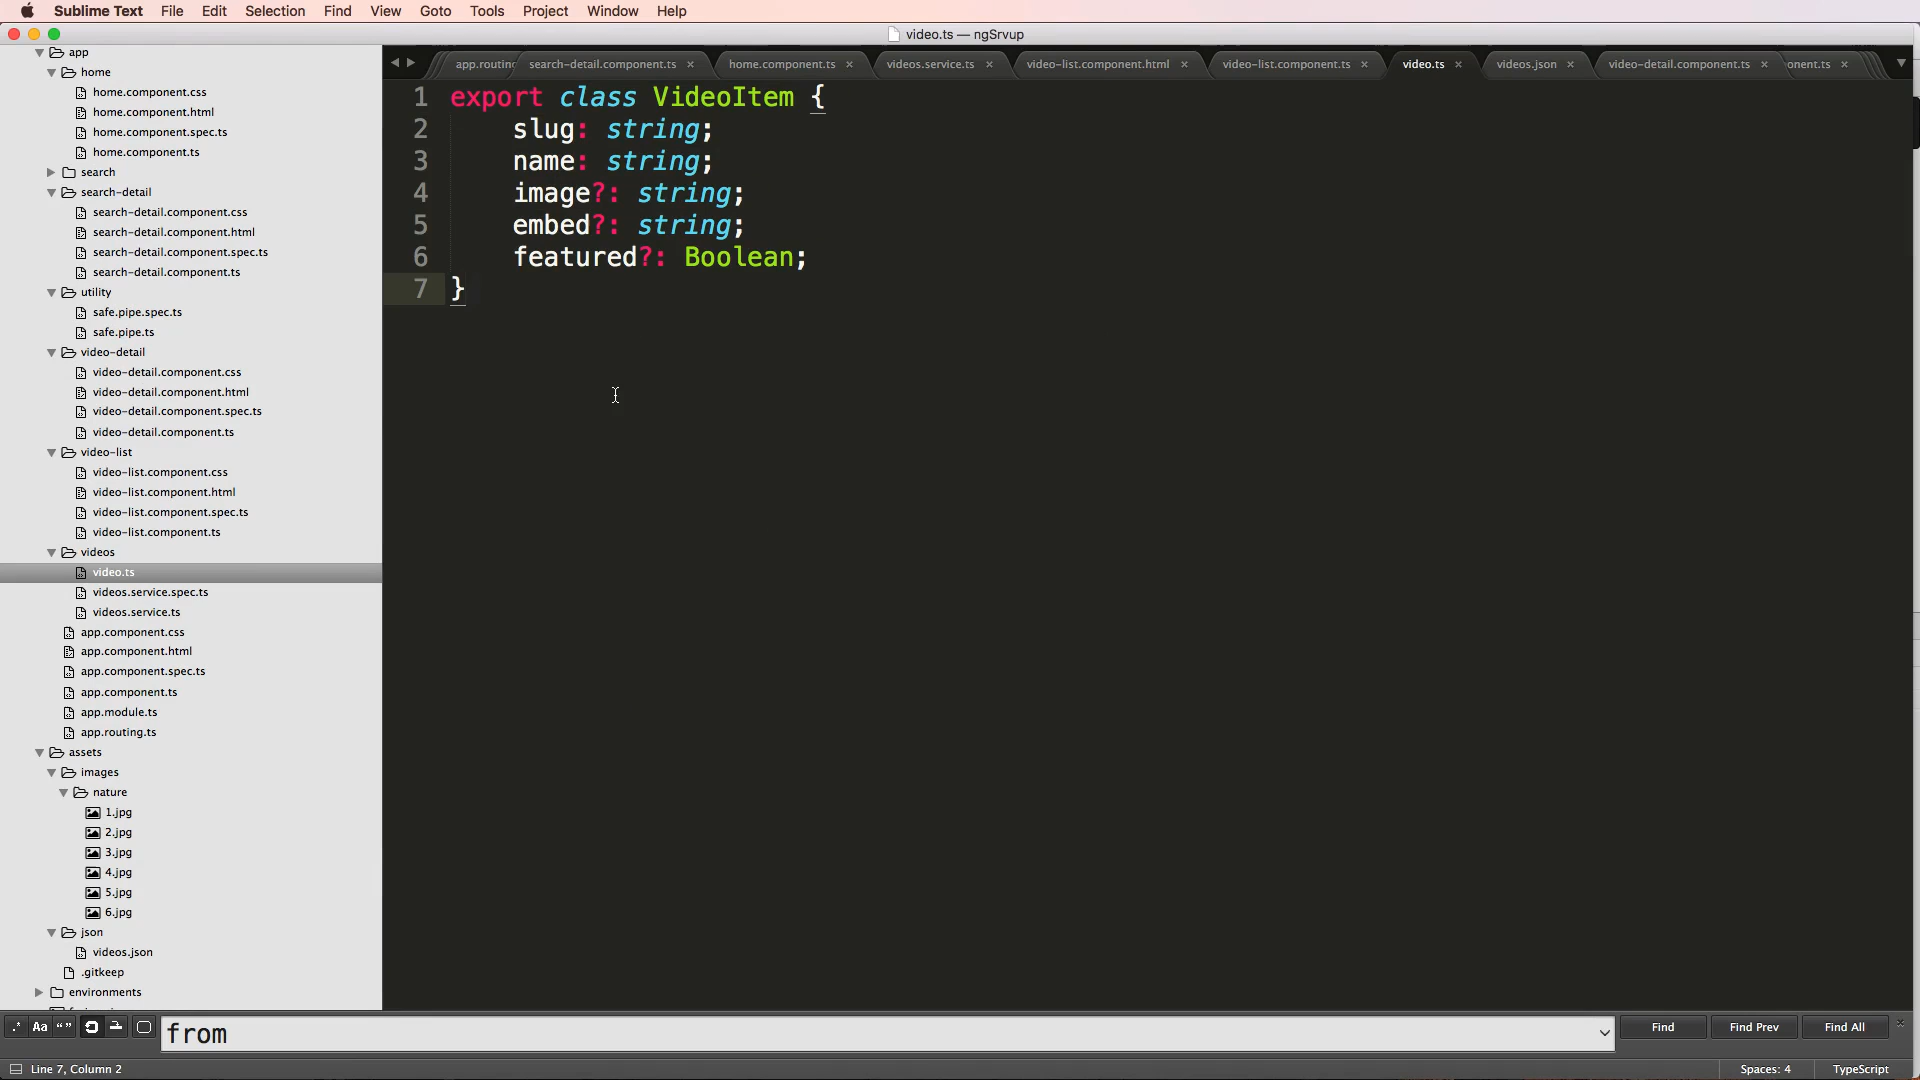 Sublime Text File Edit Selection Find View Goto Tools Project Window Help
video.ts — ngSrvup
app
home
home.component.css
home.component.html
home.component.spec.ts
home.component.ts
search
search-detail
search-detail.component.css
search-detail.component.html
search-detail.component.spec.ts
search-detail.component.ts
utility
safe.pipe.spec.ts
safe.pipe.ts
video-detail
video-detail.component.css
video-detail.component.html
video-detail.component.spec.ts
video-detail.component.ts
video-list
video-list.component.css
video-list.component.html
video-list.component.spec.ts
video-list.component.ts
videos
video.ts
videos.service.spec.ts
videos.service.ts
app.component.css
app.component.html
app.component.spec.ts
app.component.ts
app.module.ts
app.routing.ts
assets
images
nature
1.jpg
2.jpg
3.jpg
4.jpg
5.jpg
6.jpg
json
videos.json
.gitkeep
environments
app.routin search-detail.component.ts home.component.ts videos.service.ts video-list.component.html video-list.component.ts video.ts videos.json video-detail.component.ts onent.ts
1 export class VideoItem {
2 slug: string;
3 name: string;
4 image?: string;
5 embed?: string;
6 featured?: Boolean;
7 }
.* Aa “” from Find Find Prev Find All
Line 7, Column 2 Spaces: 4 TypeScript